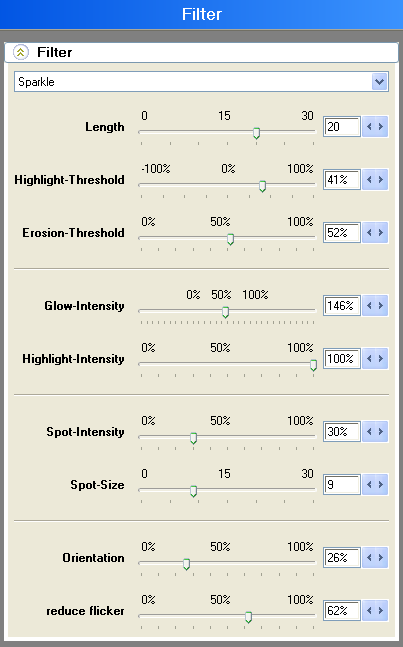 Filter
Filter
Sparkle
0 15 30
Length 20
-100% 0% 100%
Highlight-Threshold 41%
0% 50% 100%
Erosion-Threshold 52%
0% 50% 100%
Glow-Intensity 146%
0% 50% 100%
Highlight-Intensity 100%
0% 50% 100%
Spot-Intensity 30%
0 15 30
Spot-Size 9
0% 50% 100%
Orientation 26%
0% 50% 100%
reduce flicker 62%